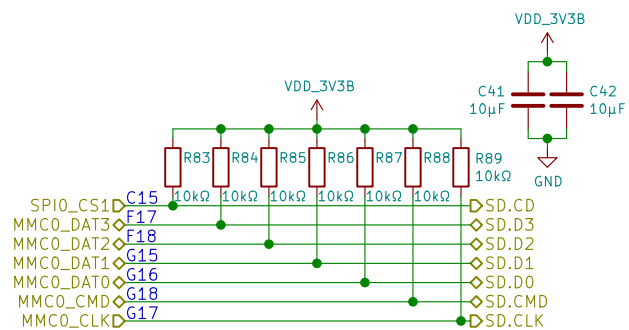 VDD_3V3B
C41
10µF
C42
10µF
GND
VDD_3V3B
R83
10kΩ
R84
10kΩ
R85
10kΩ
R86
10kΩ
R87
10kΩ
R88
10kΩ
R89
10kΩ
SPI0_CS1 C15 SD.CD
MMC0_DAT3 F17 SD.D3
MMC0_DAT2 F18 SD.D2
MMC0_DAT1 G15 SD.D1
MMC0_DAT0 G16 SD.D0
MMC0_CMD G18 SD.CMD
MMC0_CLK G17 SD.CLK